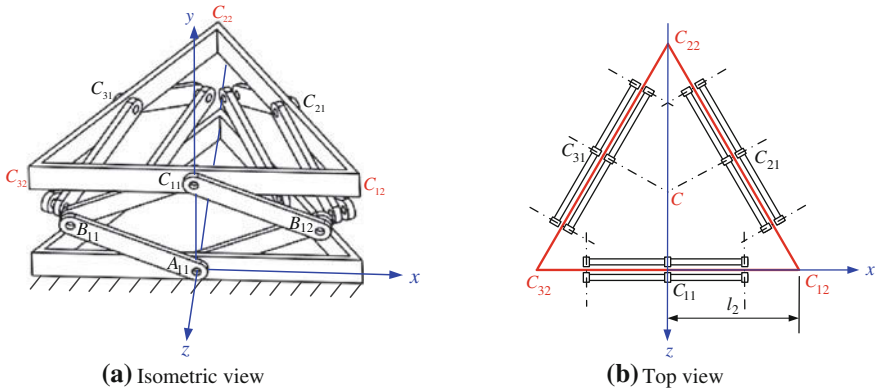 y
C22
C31
C21
C32
C11
C12
B11
B12
A11
x
z
(a) Isometric view
C22
C31
C21
C
C32
C11
C12
x
l2
z
(b) Top view